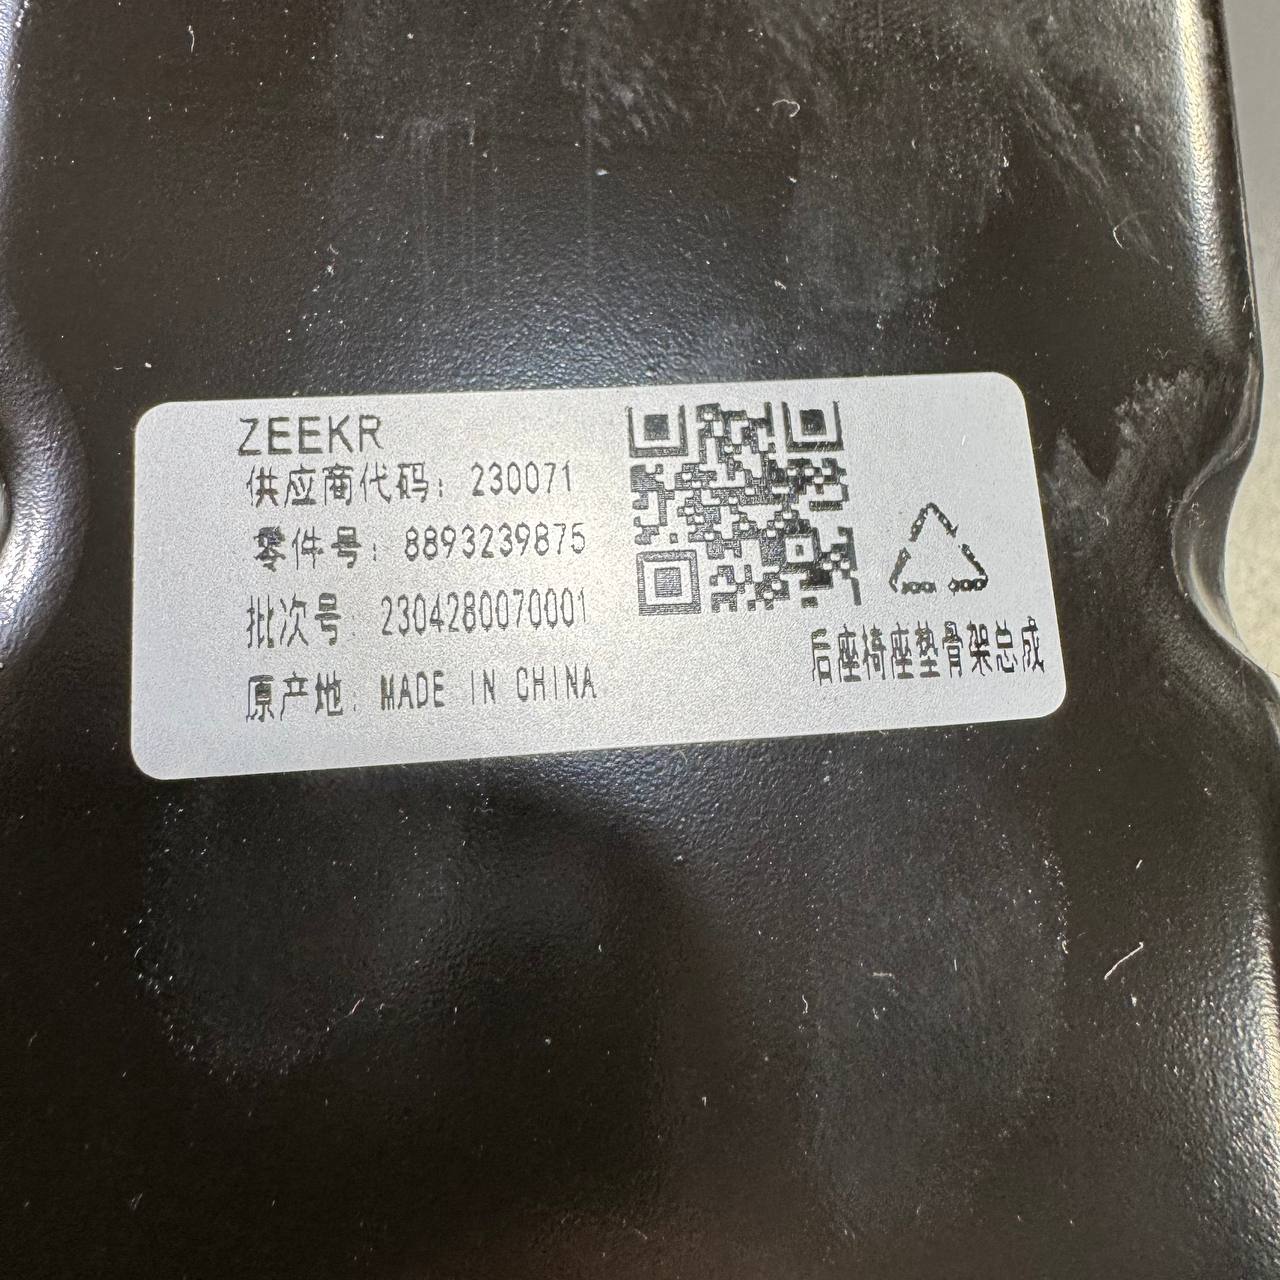 ZEEKR
供应商代码: 230071
零件号: 8893239875
批次号: 2304280070001
原产地: MADE IN CHINA
后座椅座垫骨架总成